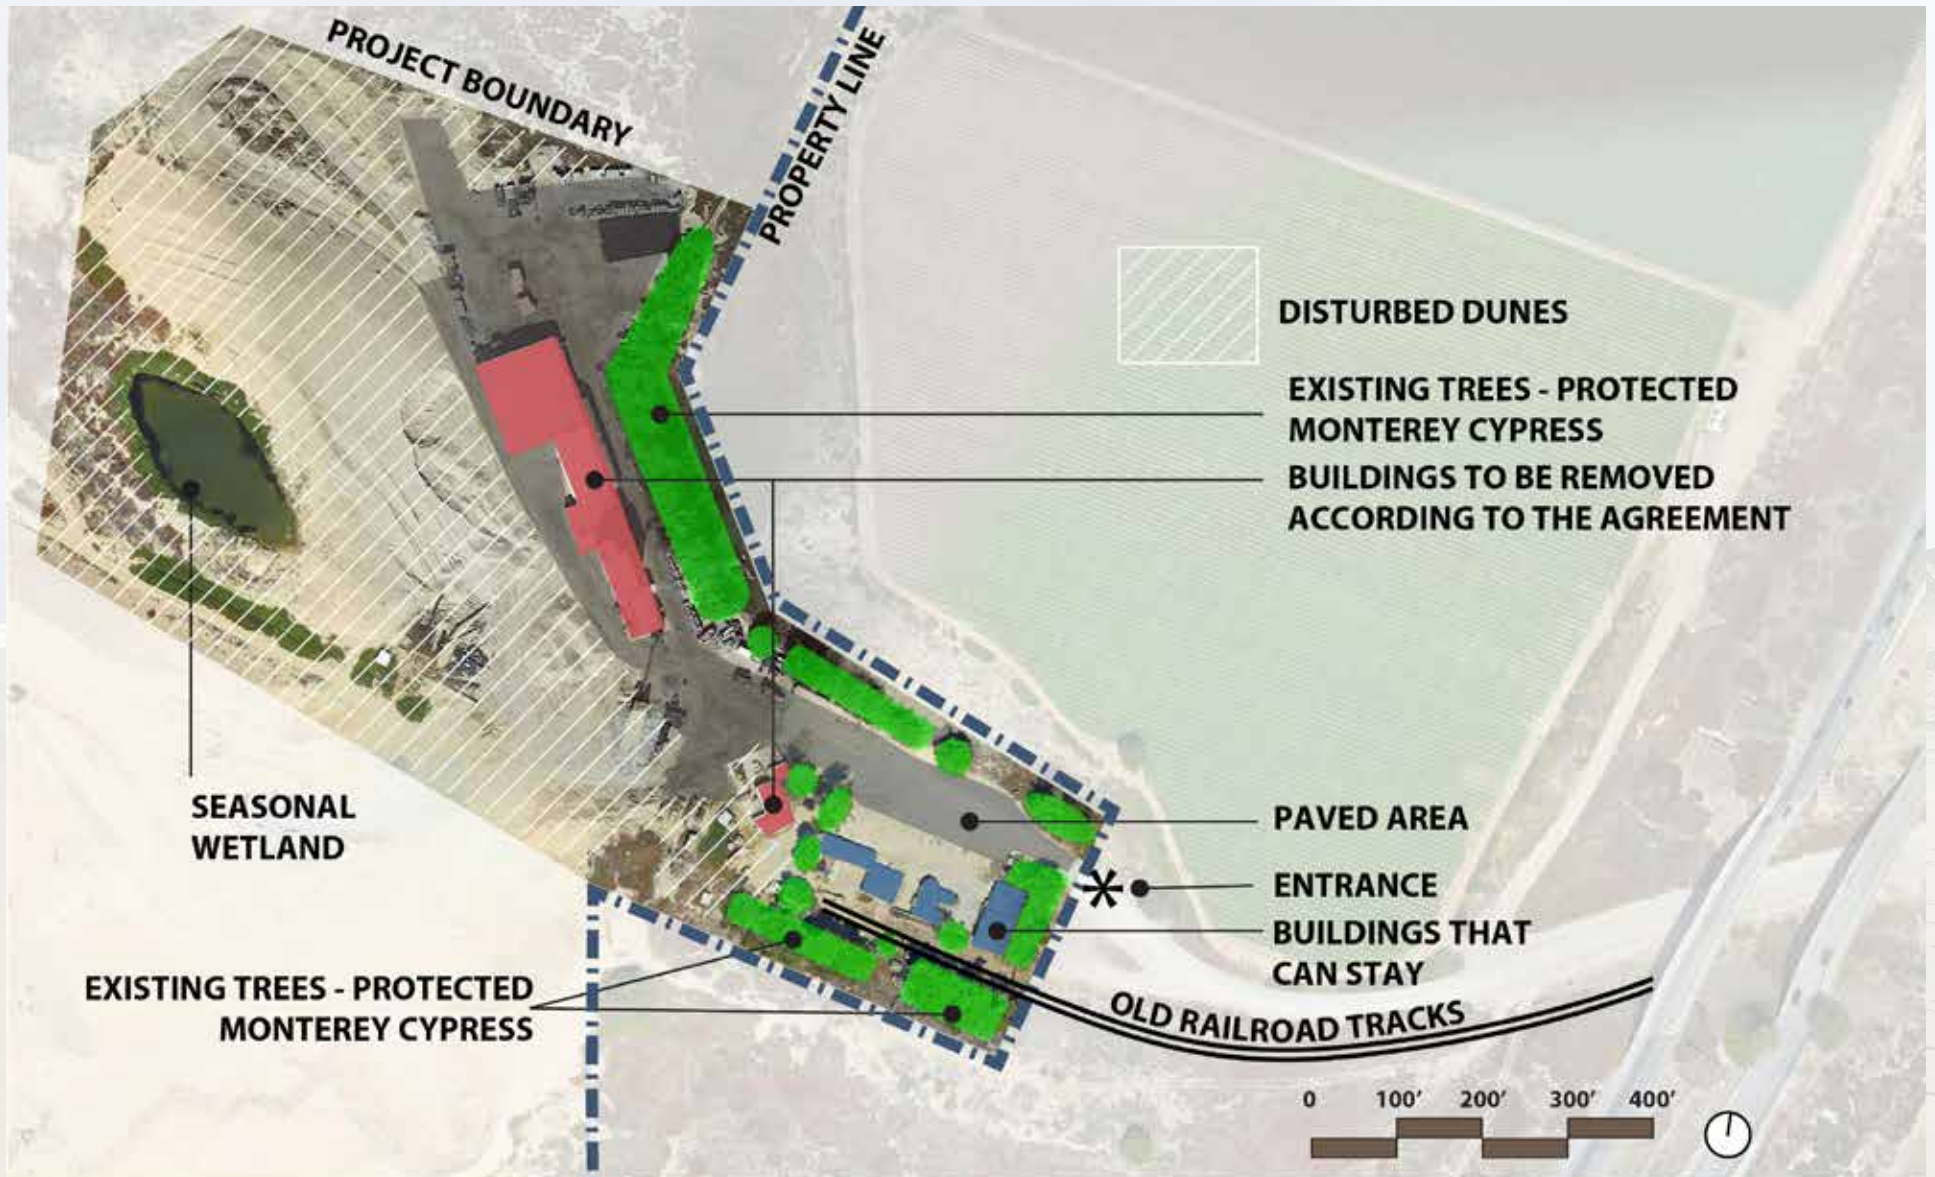 PROJECT BOUNDARY
PROPERTY LINE
DISTURBED DUNES
EXISTING TREES - PROTECTED
MONTEREY CYPRESS
BUILDINGS TO BE REMOVED
ACCORDING TO THE AGREEMENT
SEASONAL
WETLAND
PAVED AREA
ENTRANCE
BUILDINGS THAT
CAN STAY
EXISTING TREES - PROTECTED
MONTEREY CYPRESS
OLD RAILROAD TRACKS
0 100’ 200’ 300’ 400’